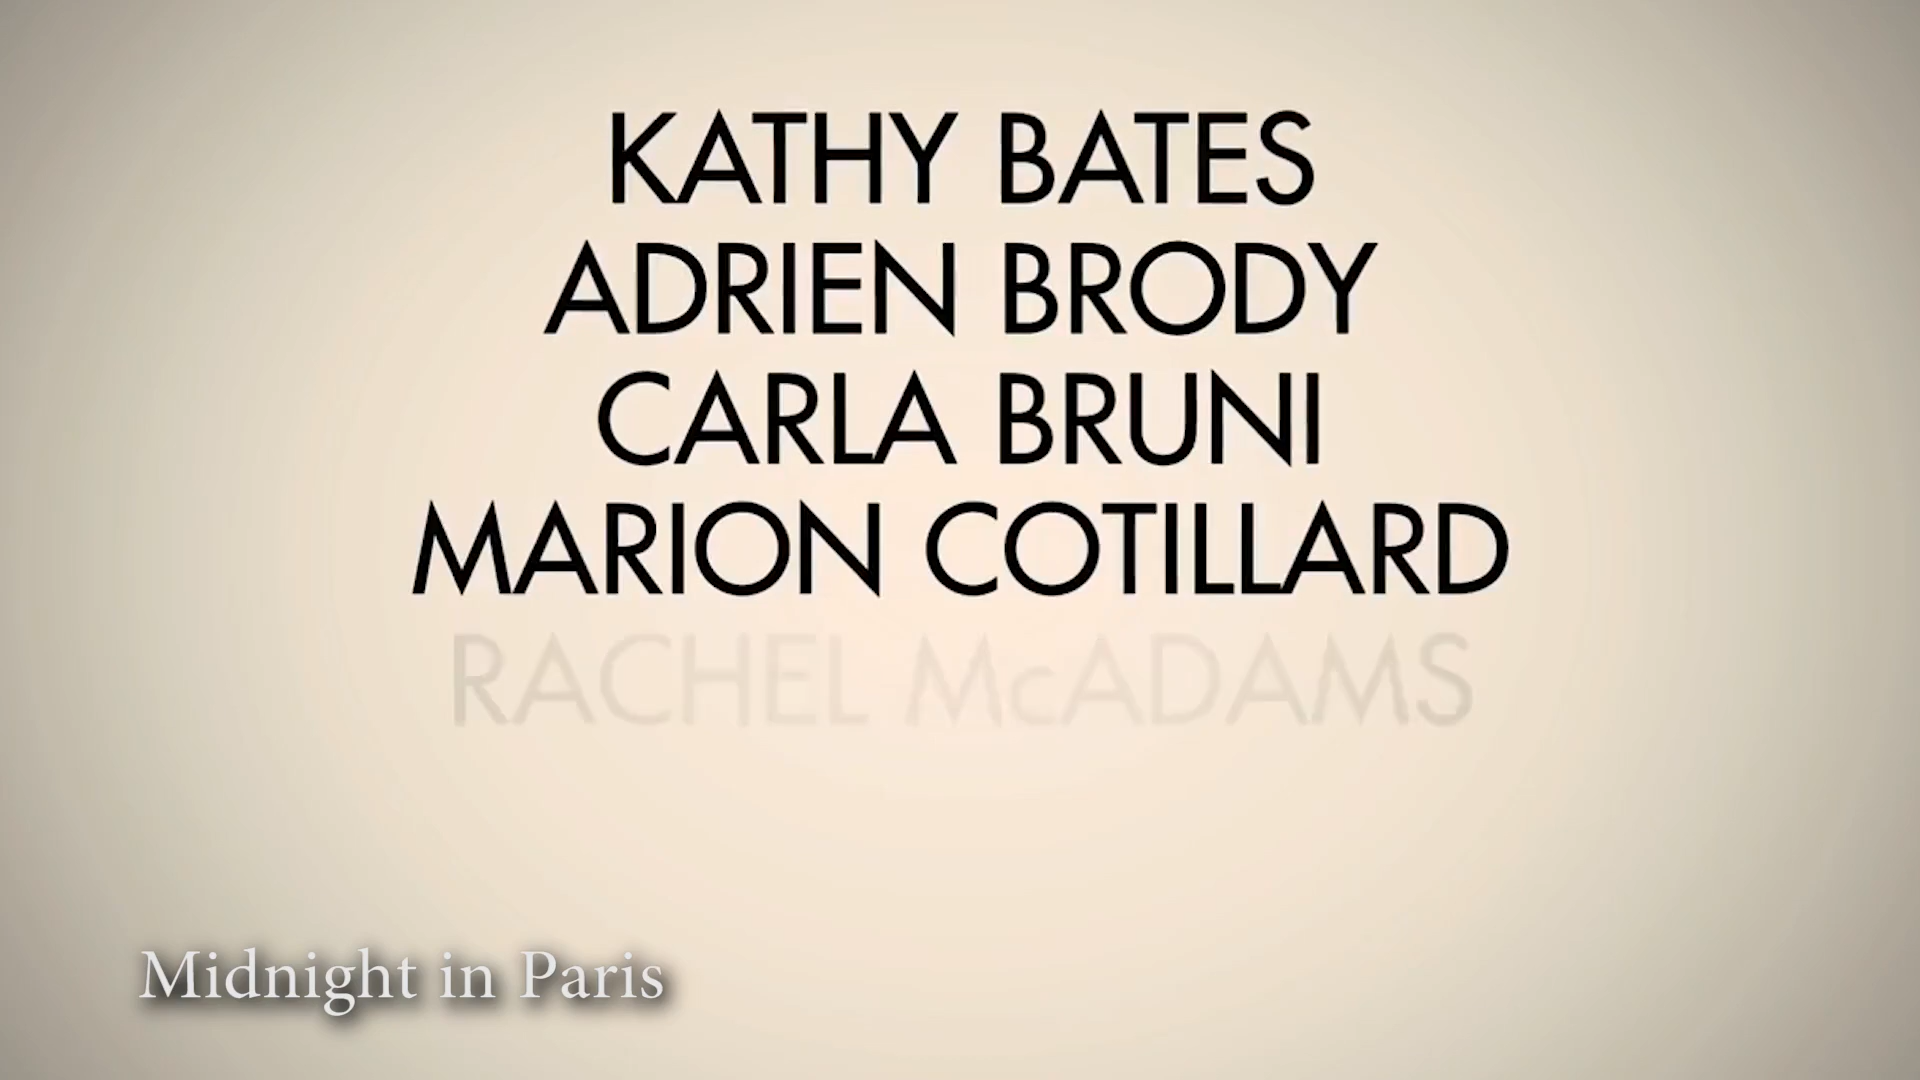 KATHY BATES
ADRIEN BRODY
CARLA BRUNI
MARION COTILLARD
RACHEL McADAMS
Midnight in Paris